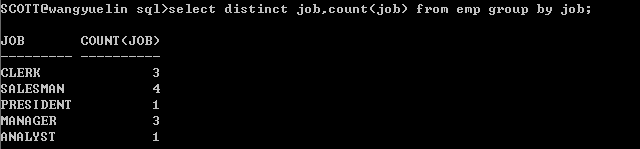 SCOTT@wangyuelin sql>select distinct job,count(job) from emp group by job;
JOB COUNT(JOB)
--------- ----------
CLERK 3
SALESMAN 4
PRESIDENT 1
MANAGER 3
ANALYST 1